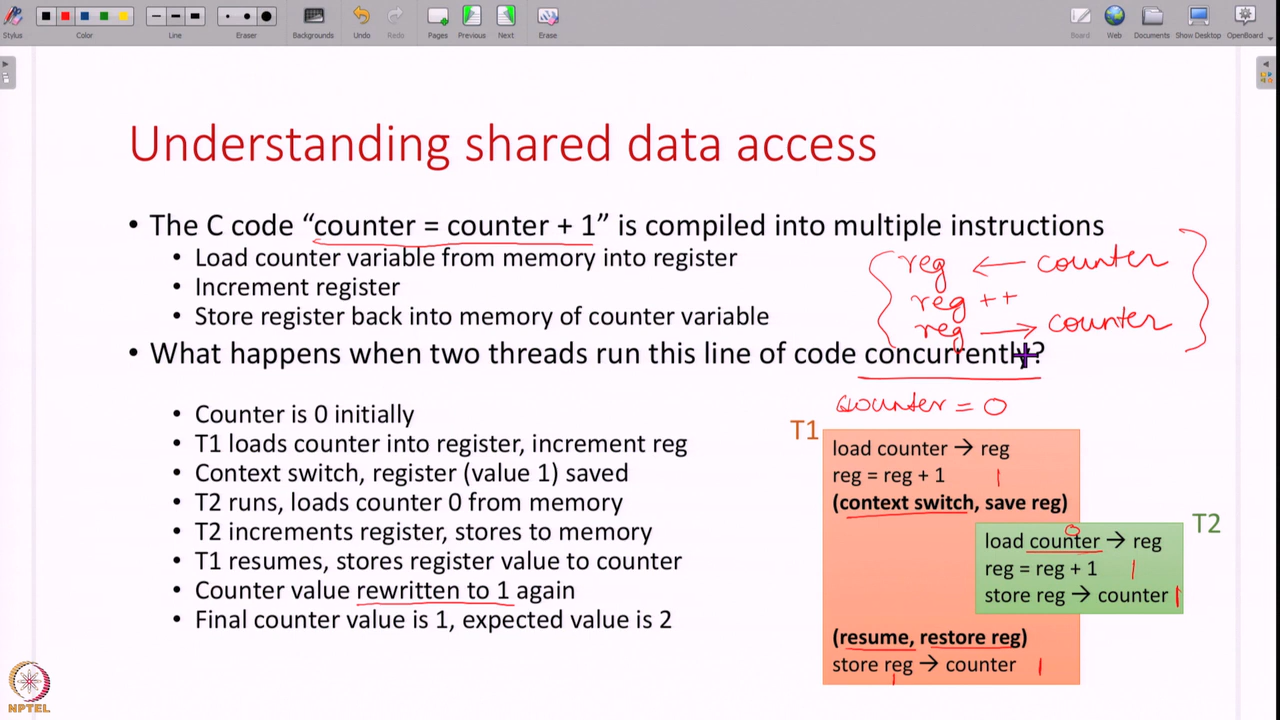 Stylus Color Line Eraser Backgrounds Undo Redo Pages Previous Next Erase Board Web Documents Show Desktop OpenBoard
Understanding shared data access
• The C code “counter = counter + 1” is compiled into multiple instructions
• Load counter variable from memory into register
• Increment register
• Store register back into memory of counter variable
reg ← counter
reg ++
reg → counter
• What happens when two threads run this line of code concurrently?
counter = 0
• Counter is 0 initially
• T1 loads counter into register, increment reg
• Context switch, register (value 1) saved
• T2 runs, loads counter 0 from memory
• T2 increments register, stores to memory
• T1 resumes, stores register value to counter
• Counter value rewritten to 1 again
• Final counter value is 1, expected value is 2
T1
load counter → reg
reg = reg + 1 1
(context switch, save reg)
T2
0
load counter → reg
reg = reg + 1 1
store reg → counter 1
(resume, restore reg)
store reg → counter 1
1
NPTEL